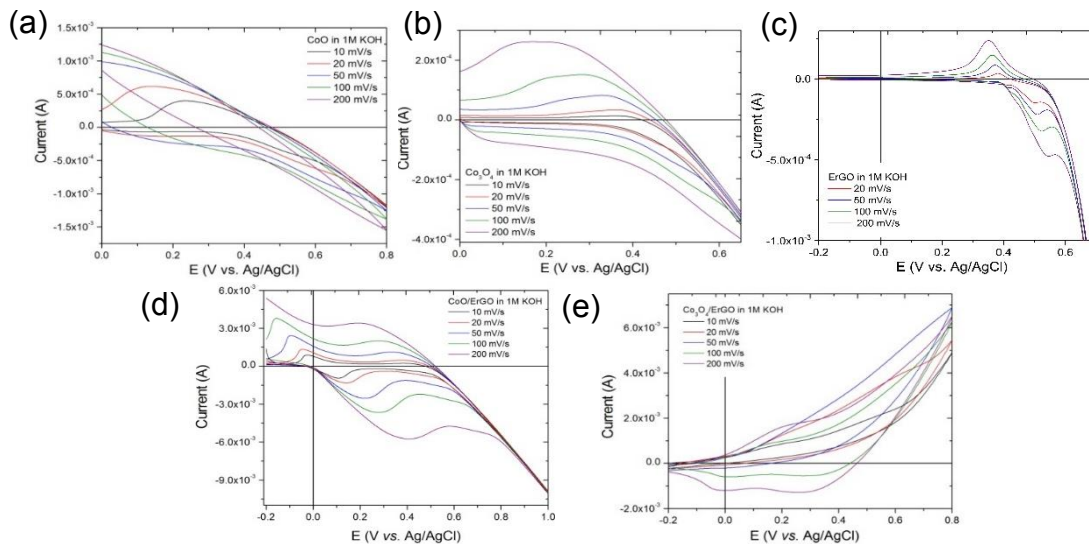 (a)
CoO in 1M KOH
10 mV/s
20 mV/s
50 mV/s
100 mV/s
200 mV/s
Current (A)
1.5x10⁻³
1.0x10⁻³
5.0x10⁻⁴
0
-5.0x10⁻⁴
-1.0x10⁻³
-1.5x10⁻³
0.0 0.2 0.4 0.6 0.8
E (V vs. Ag/AgCl)
(b)
Current (A)
2.0x10⁻⁴
0.0
-2.0x10⁻⁴
-4.0x10⁻⁴
Co₃O₄ in 1M KOH
10 mV/s
20 mV/s
50 mV/s
100 mV/s
200 mV/s
0.0 0.2 0.4 0.6
E (V vs. Ag/AgCl)
(c)
Current (A)
0.0
-5.0x10⁻⁴
-1.0x10⁻³
ErGO in 1M KOH
20 mV/s
50 mV/s
100 mV/s
200 mV/s
-0.2 0.0 0.2 0.4 0.6
E (V vs. Ag/AgCl)
(d)
CoO/ErGO in 1M KOH
10 mV/s
20 mV/s
50 mV/s
100 mV/s
200 mV/s
Current (A)
6.0x10⁻³
3.0x10⁻³
0.0
-3.0x10⁻³
-6.0x10⁻³
-9.0x10⁻³
-0.2 0.0 0.2 0.4 0.6 0.8 1.0
E (V vs. Ag/AgCl)
(e)
Co₃O₄/ErGO in 1M KOH
10 mV/s
20 mV/s
50 mV/s
100 mV/s
200 mV/s
Current (A)
6.0x10⁻³
4.0x10⁻³
2.0x10⁻³
0.0
-2.0x10⁻³
-0.2 0.0 0.2 0.4 0.6 0.8
E (V vs. Ag/AgCl)